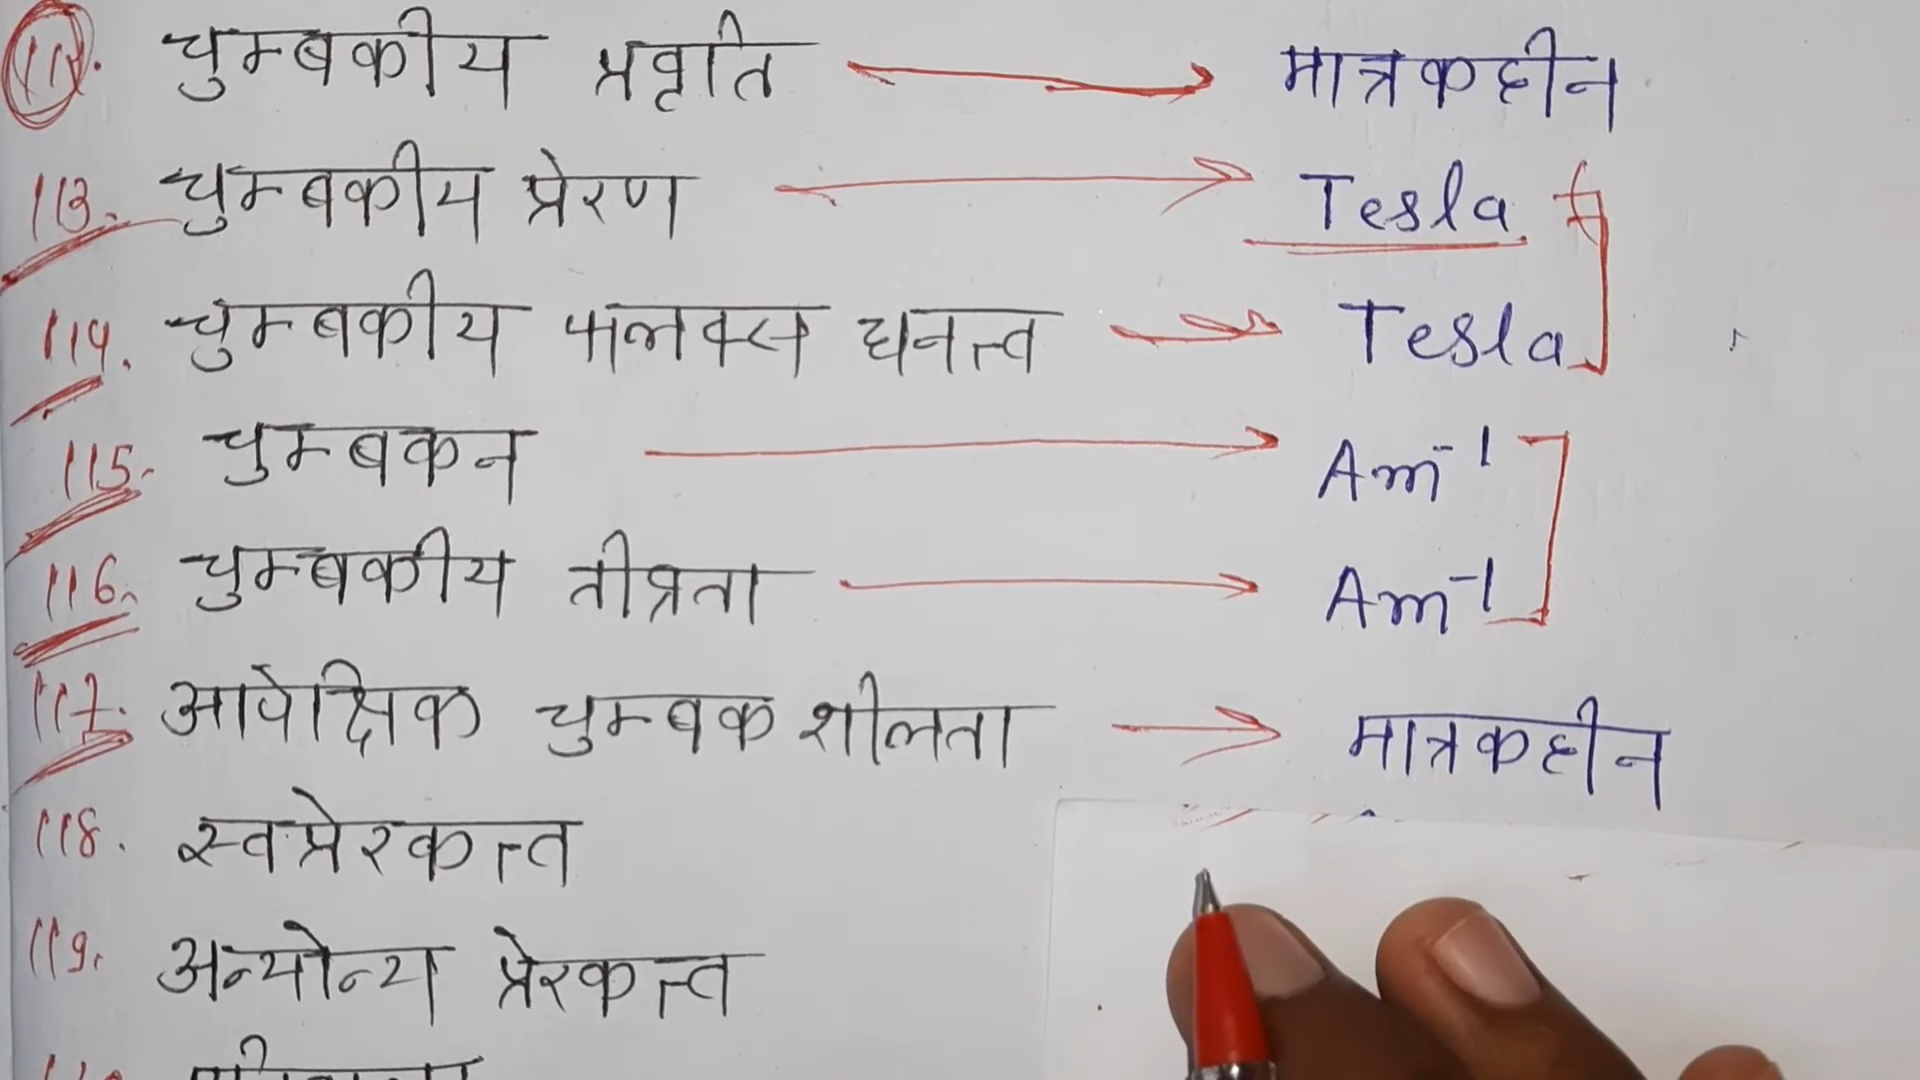 चुम्बकीय प्रवृति → मात्रकहीन
113. चुम्बकीय प्रेरण → Tesla
114. चुम्बकीय फ्लक्स घनत्त्व → Tesla
115. चुम्बकन → Am⁻¹
116. चुम्बकीय तीव्रता → Am⁻¹
117. आपेक्षिक चुम्बकशीलता → मात्रकहीन
118. स्वप्रेरकत्त्व
119. अन्योन्य प्रेरकत्त्व